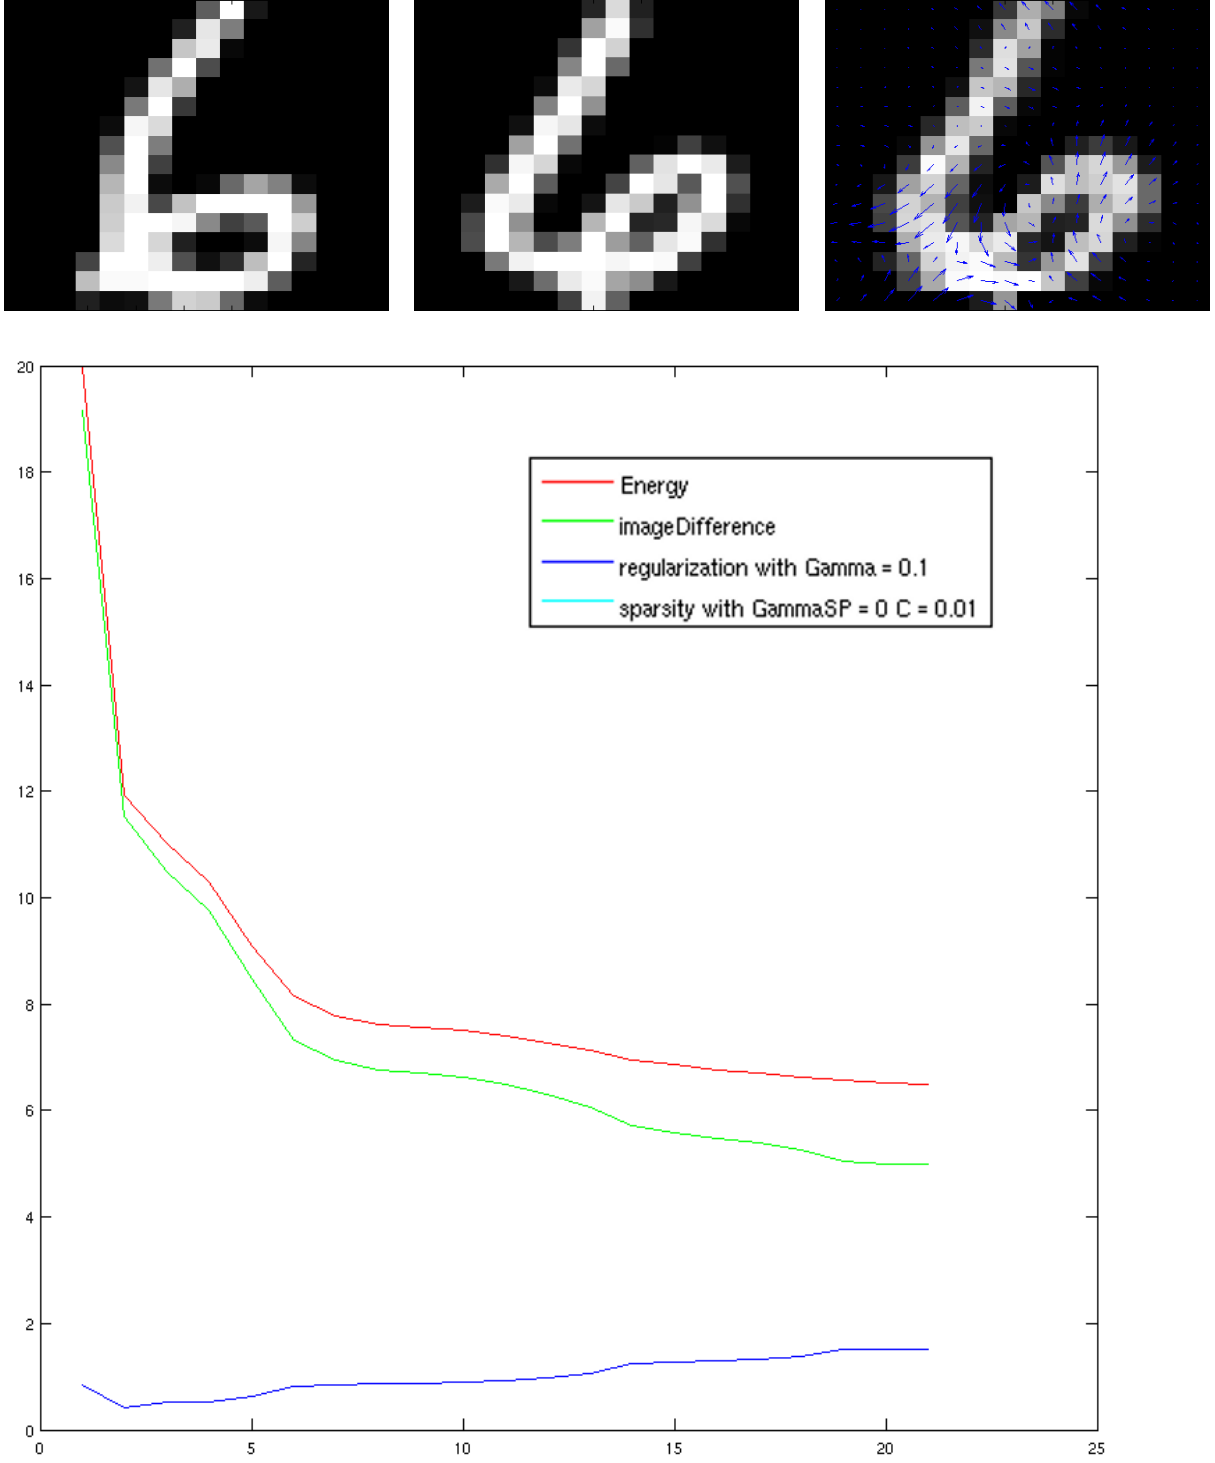 20
18
Energy
imageDifference
16
regularization with Gamma = 0.1
sparsity with GammaSP = 0 C = 0.01
14
12
10
8
6
4
2
0
0 5 10 15 20 25